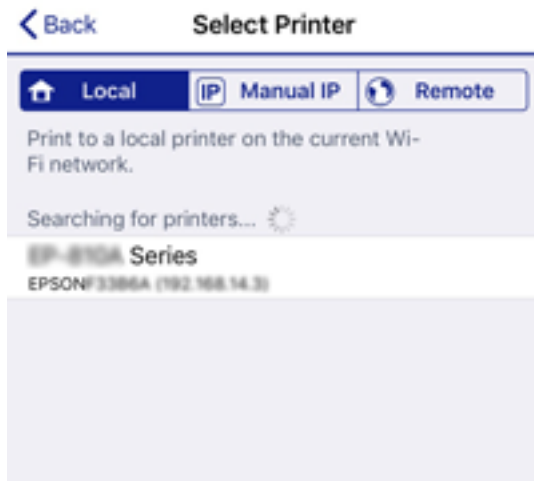 Back Select Printer
Local IP Manual IP Remote
Print to a local printer on the current Wi-
Fi network.
Searching for printers...
Series
EPSON